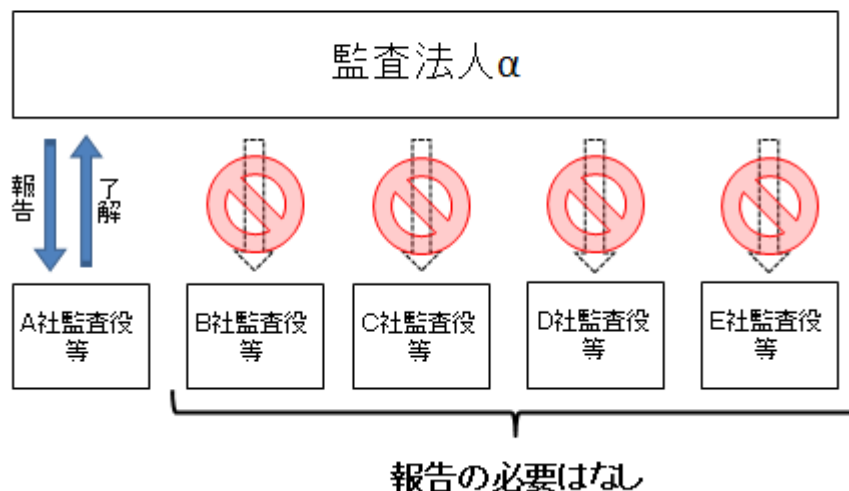 監査法人α
報告
了解
A社監査役
等
B社監査役
等
C社監査役
等
D社監査役
等
E社監査役
等
報告の必要はなし